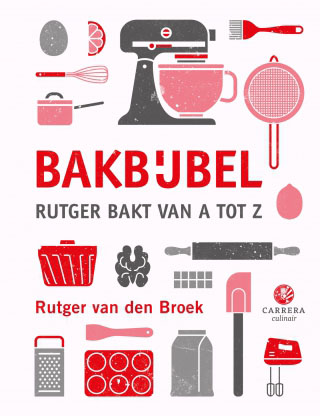 BAKBIJBEL
RUTGER BAKT VAN A TOT Z
Rutger van den Broek
CARRERA
culinair